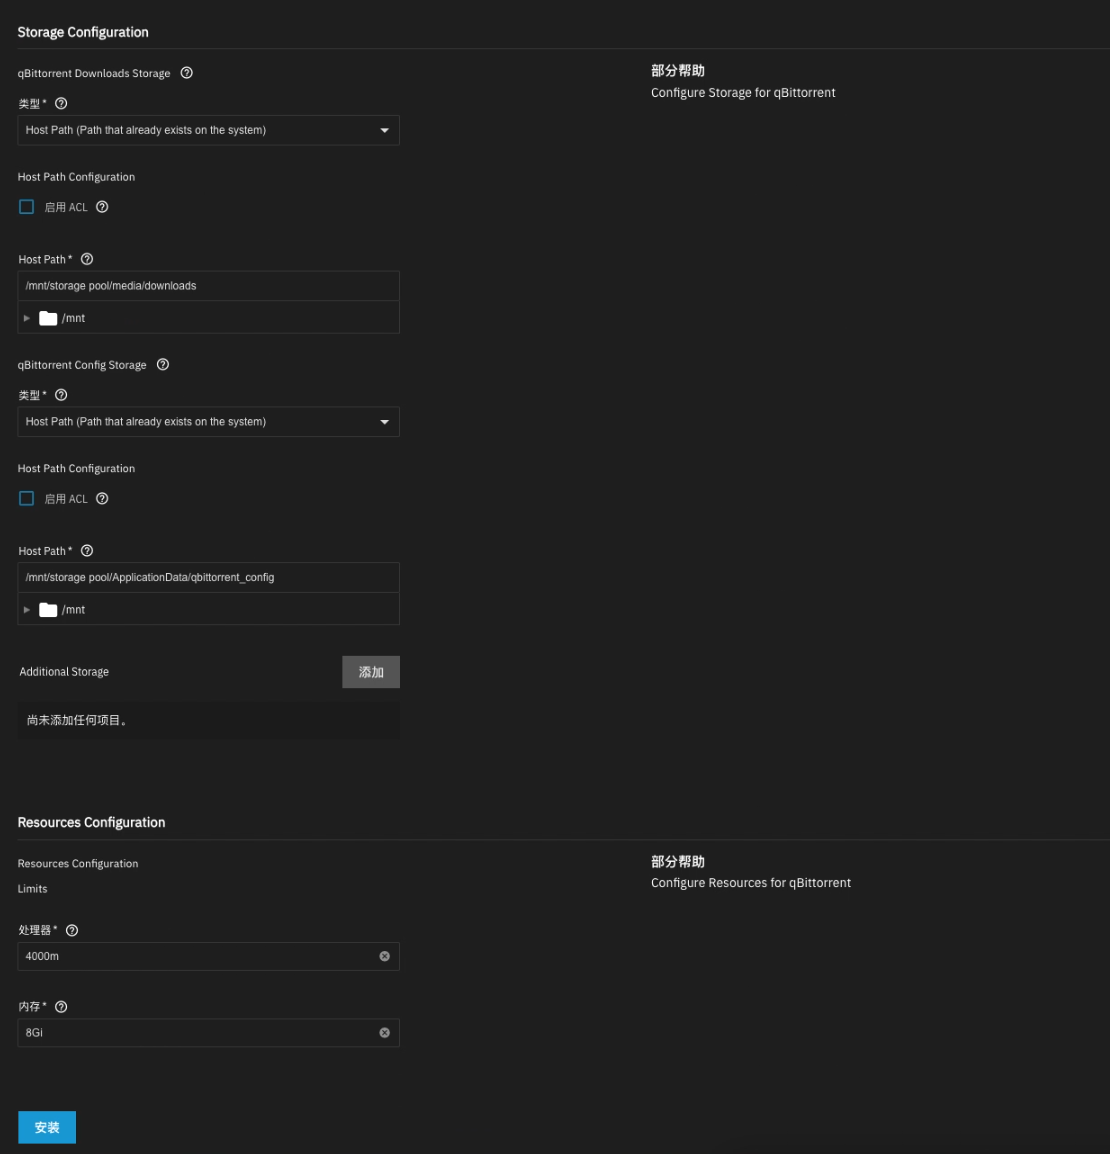 Storage Configuration
qBittorrent Downloads Storage
部分帮助
Configure Storage for qBittorrent
类型*
Host Path (Path that already exists on the system)
Host Path Configuration
启用 ACL
Host Path*
/mnt/storage pool/media/downloads
/mnt
qBittorrent Config Storage
类型*
Host Path (Path that already exists on the system)
Host Path Configuration
启用 ACL
Host Path*
/mnt/storage pool/ApplicationData/qbittorrent_config
/mnt
Additional Storage
添加
尚未添加任何项目。
Resources Configuration
Resources Configuration
部分帮助
Configure Resources for qBittorrent
Limits
处理器*
4000m
内存*
8Gi
安装